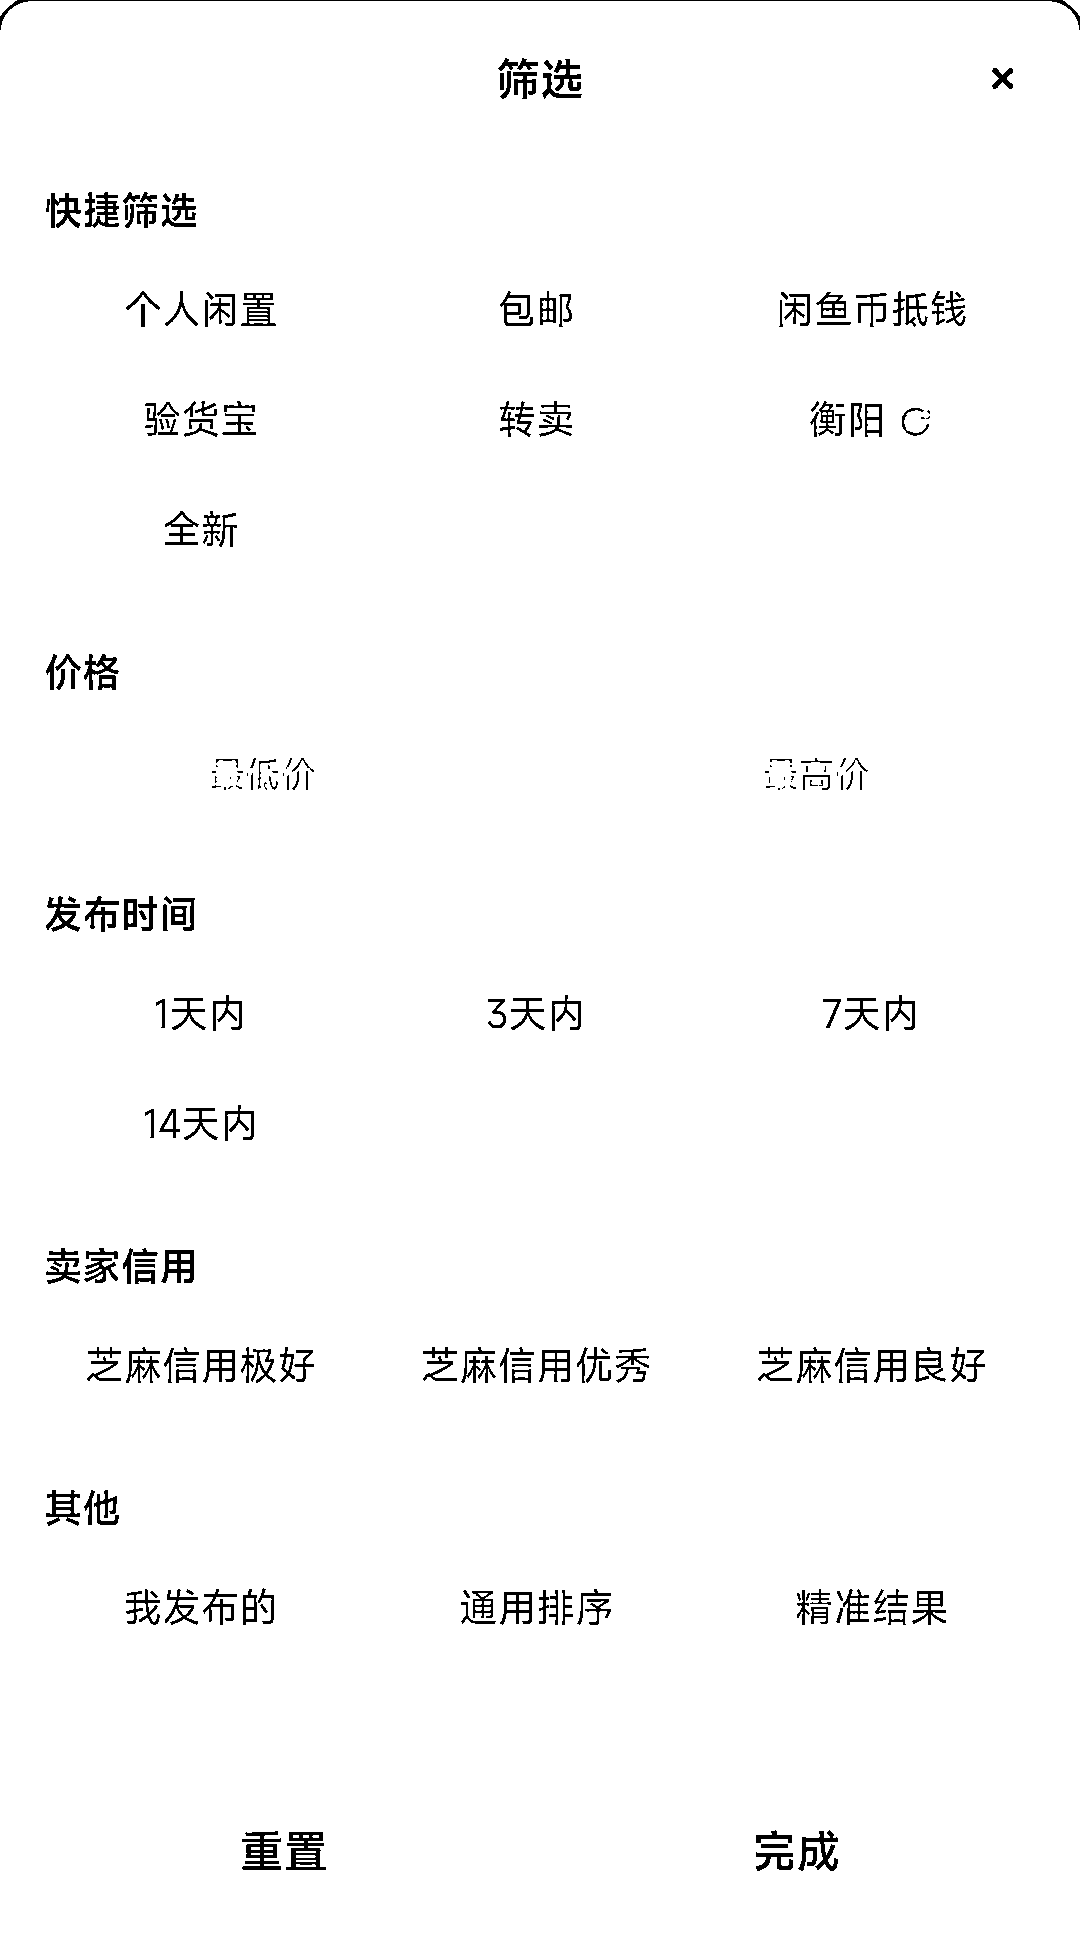 筛选
快捷筛选
个人闲置 包邮 闲鱼币抵钱
验货宝 转卖 衡阳
全新
价格
最低价 最高价
发布时间
1天内 3天内 7天内
14天内
卖家信用
芝麻信用极好 芝麻信用优秀 芝麻信用良好
其他
我发布的 通用排序 精准结果
重置 完成